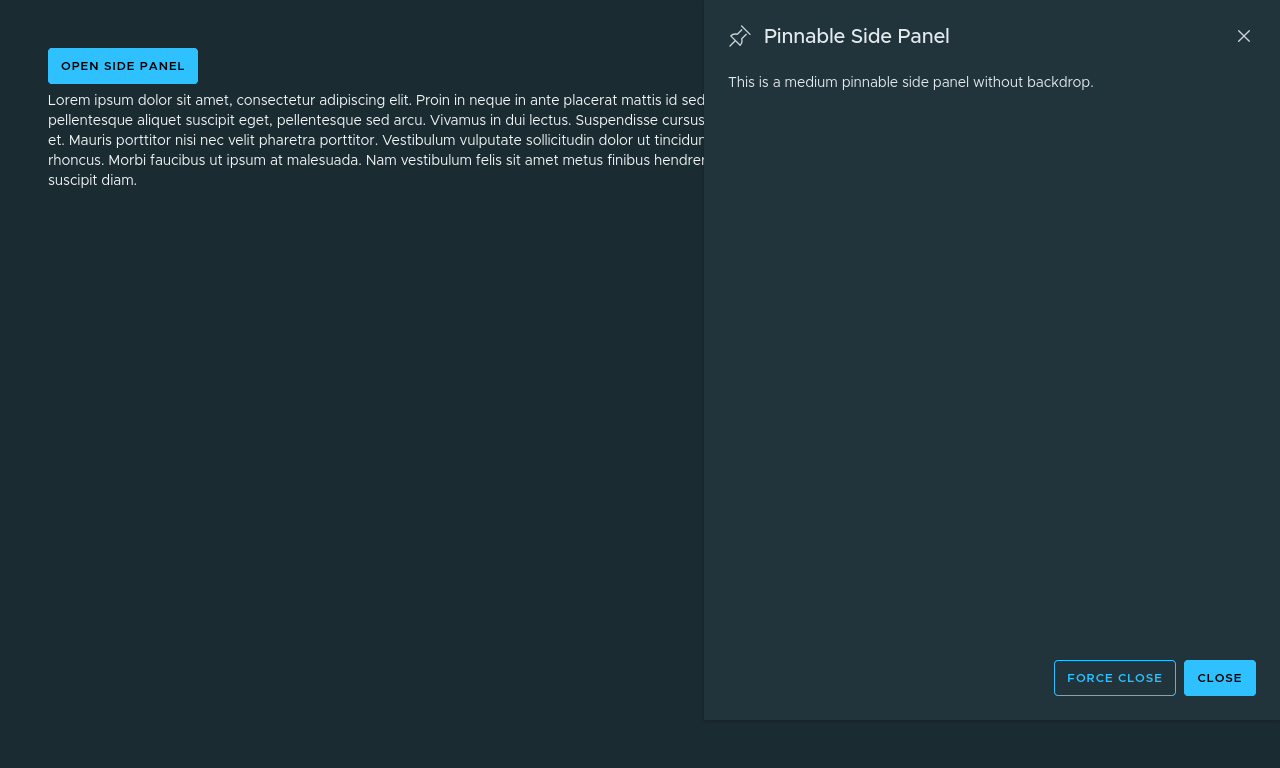 OPEN SIDE PANEL
Lorem ipsum dolor sit amet, consectetur adipiscing elit. Proin in neque in ante placerat mattis id sed
pellentesque aliquet suscipit eget, pellentesque sed arcu. Vivamus in dui lectus. Suspendisse cursus
et. Mauris porttitor nisi nec velit pharetra porttitor. Vestibulum vulputate sollicitudin dolor ut
rhoncus. Morbi faucibus ut ipsum at malesuada. Nam vestibulum felis sit amet metus finibus
suscipit diam.
Pinnable Side Panel
This is a medium pinnable side panel without backdrop.
FORCE CLOSE
CLOSE